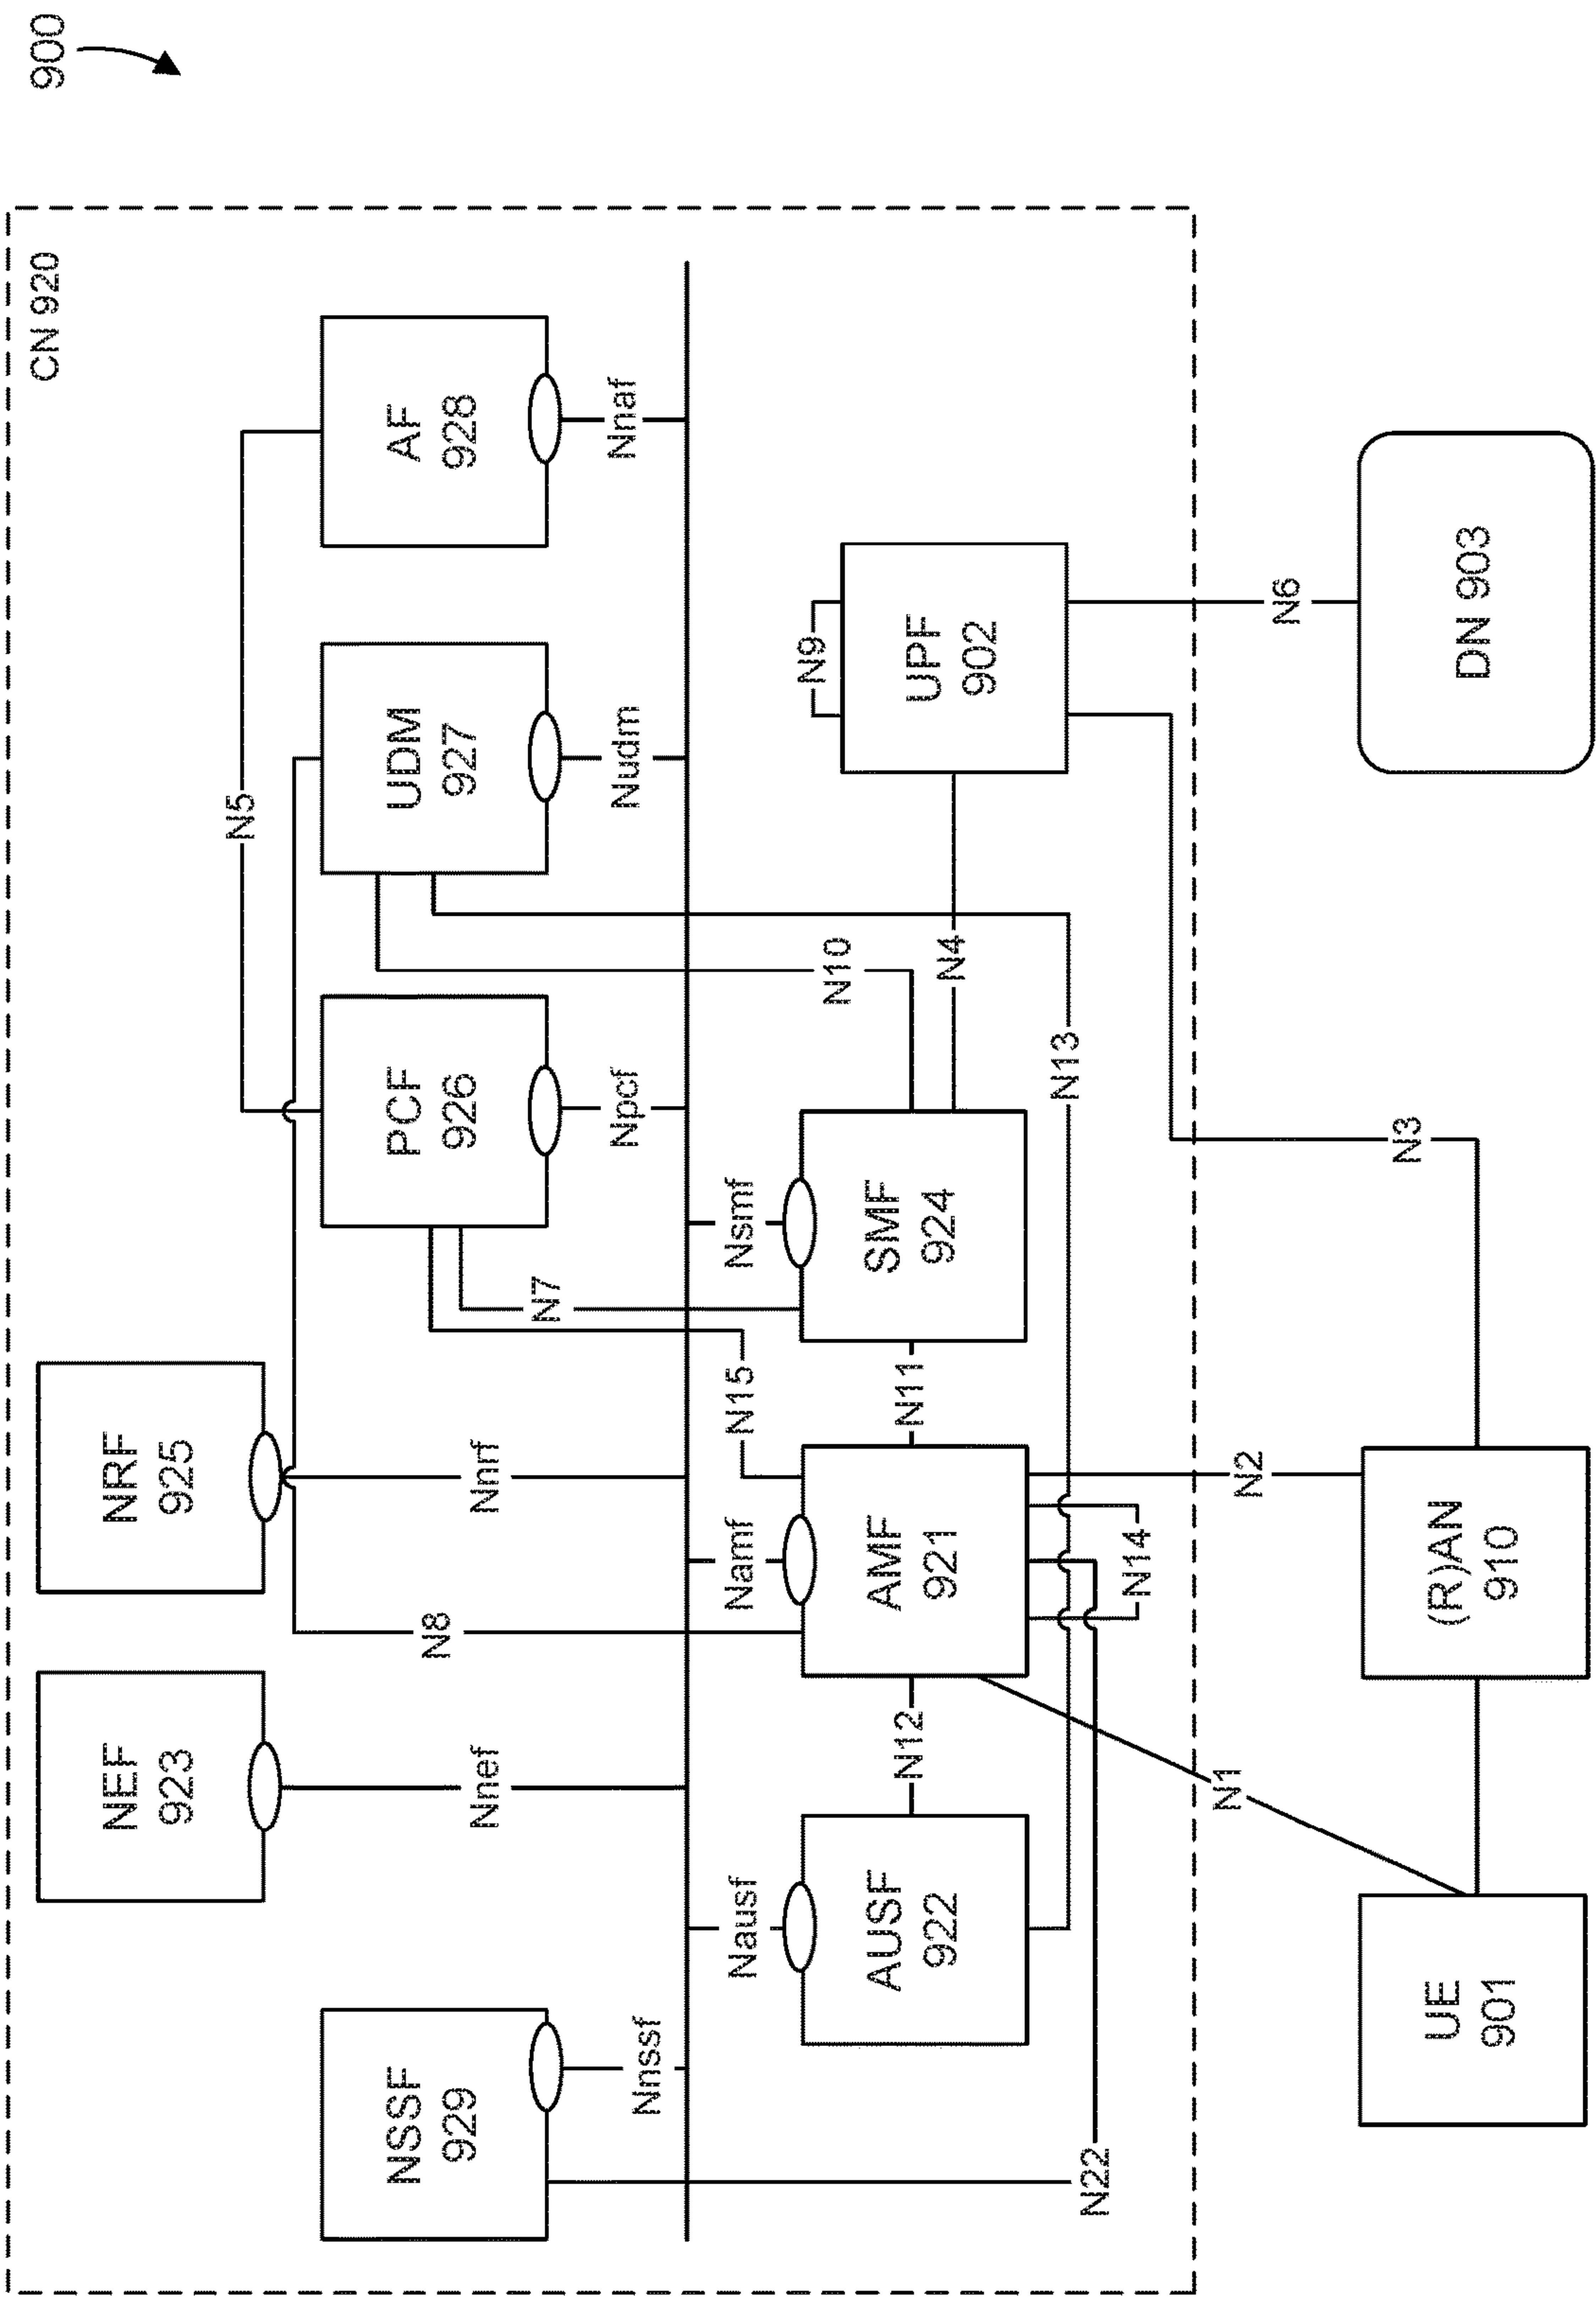 900
CN 920
NEF
923
NRF
925
N5
NSSF
929
PCF
926
UDM
927
AF
928
N8
Nnef
Nnrf
N7
Nnssf
Npcf
Nudm
Nnaf
Nausf
Namf
N15
Nsmf
N10
N9
AUSF
922
N12
AMF
921
N11
SMF
924
N4
UPF
902
N13
N22
N14
N1
N2
N6
N3
UE
901
(R)AN
910
DN 903